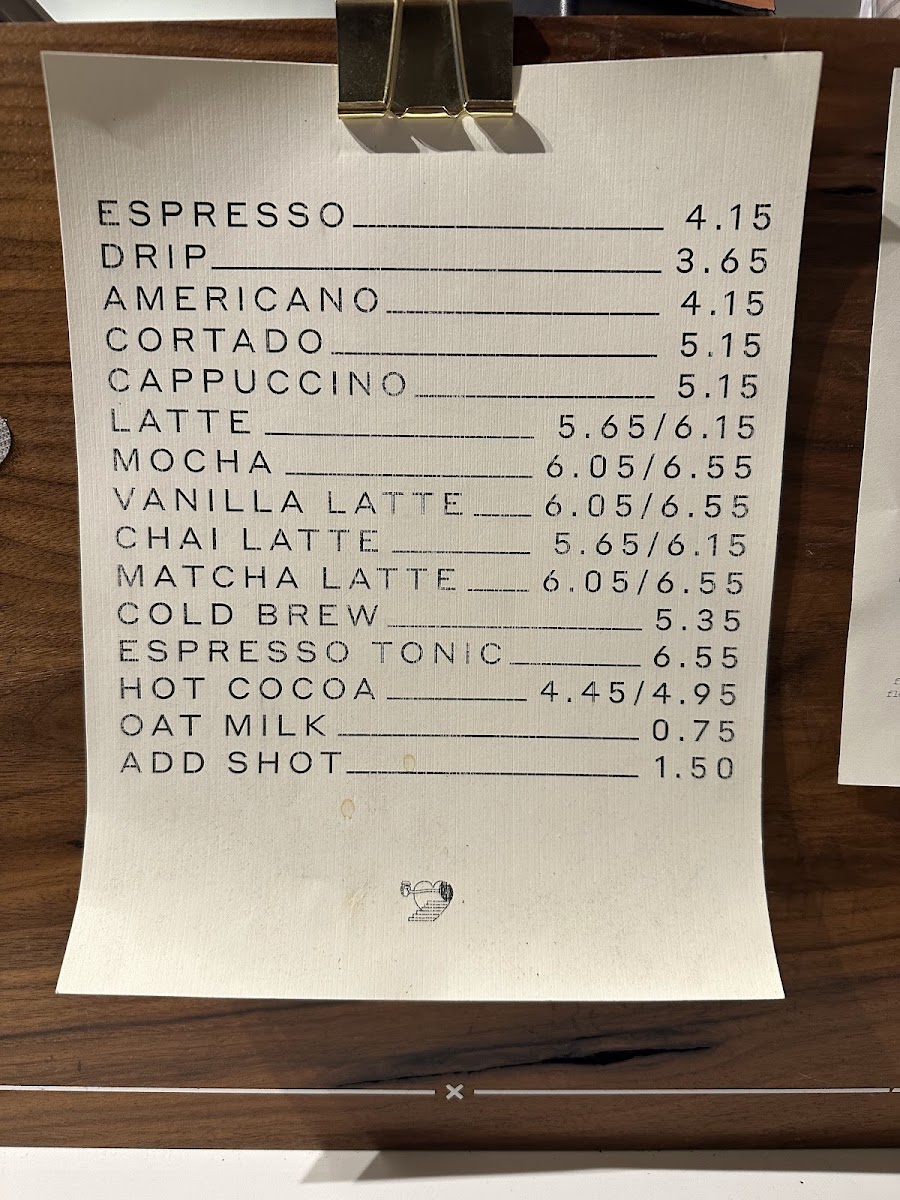 ESPRESSO 4.15
DRIP 3.65
AMERICANO 4.15
CORTADO 5.15
CAPPUCCINO 5.15
LATTE 5.65/6.15
MOCHA 6.05/6.55
VANILLA LATTE 6.05/6.55
CHAI LATTE 5.65/6.15
MATCHA LATTE 6.05/6.55
COLD BREW 5.35
ESPRESSO TONIC 6.55
HOT COCOA 4.45/4.95
OAT MILK 0.75
ADD SHOT 1.50